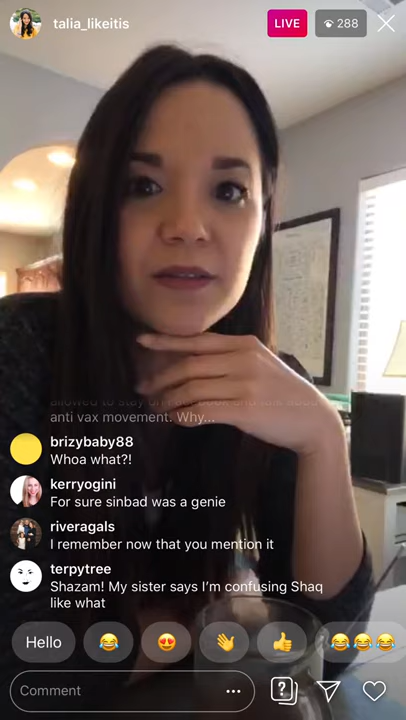 talia_likeitis
LIVE
288
anti vax movement. Why...
brizybaby88
Whoa what?!
kerryogini
For sure sinbad was a genie
riveragals
I remember now that you mention it
terpytree
Shazam! My sister says I’m confusing Shaq
like what
Hello
Comment